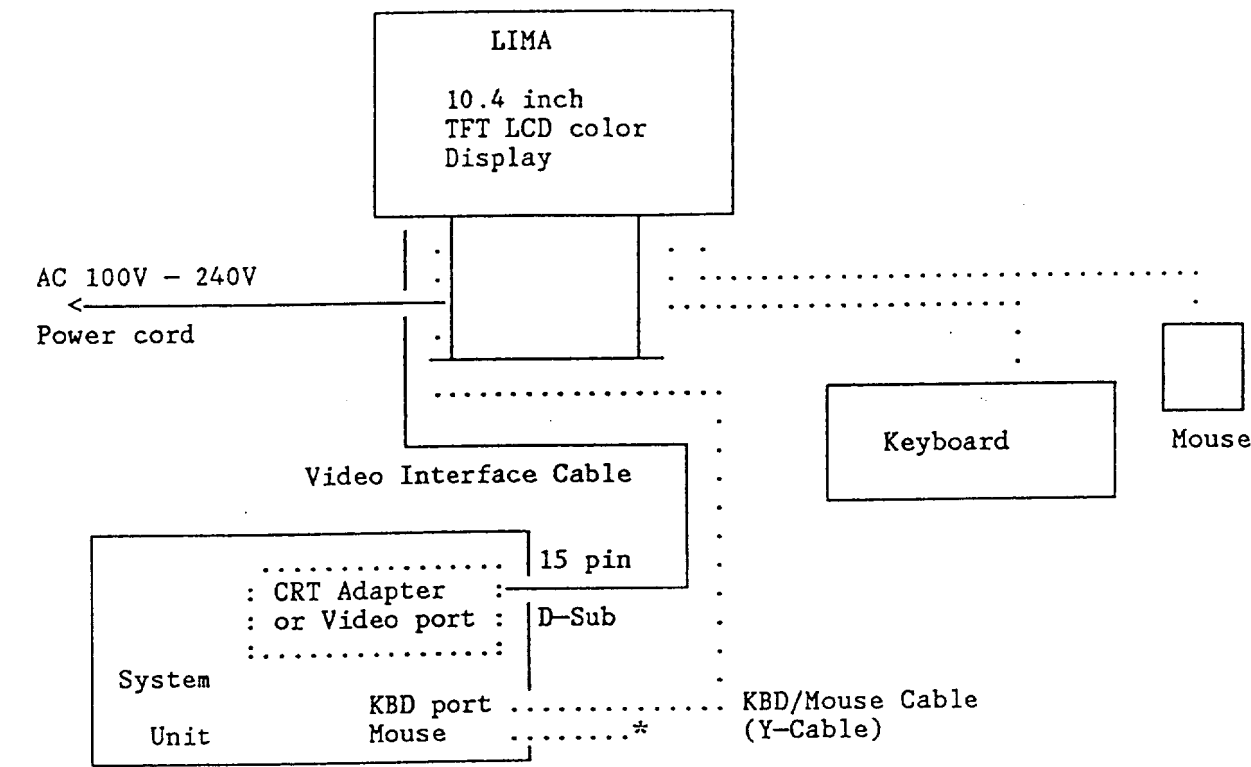 LIMA
10.4 inch
TFT LCD color
Display
AC 100V — 240V
Power cord
Keyboard
Mouse
Video Interface Cable
15 pin
CRT Adapter
or Video port
D—Sub
System
Unit
KBD port
Mouse
*
KBD/Mouse Cable
(Y—Cable)